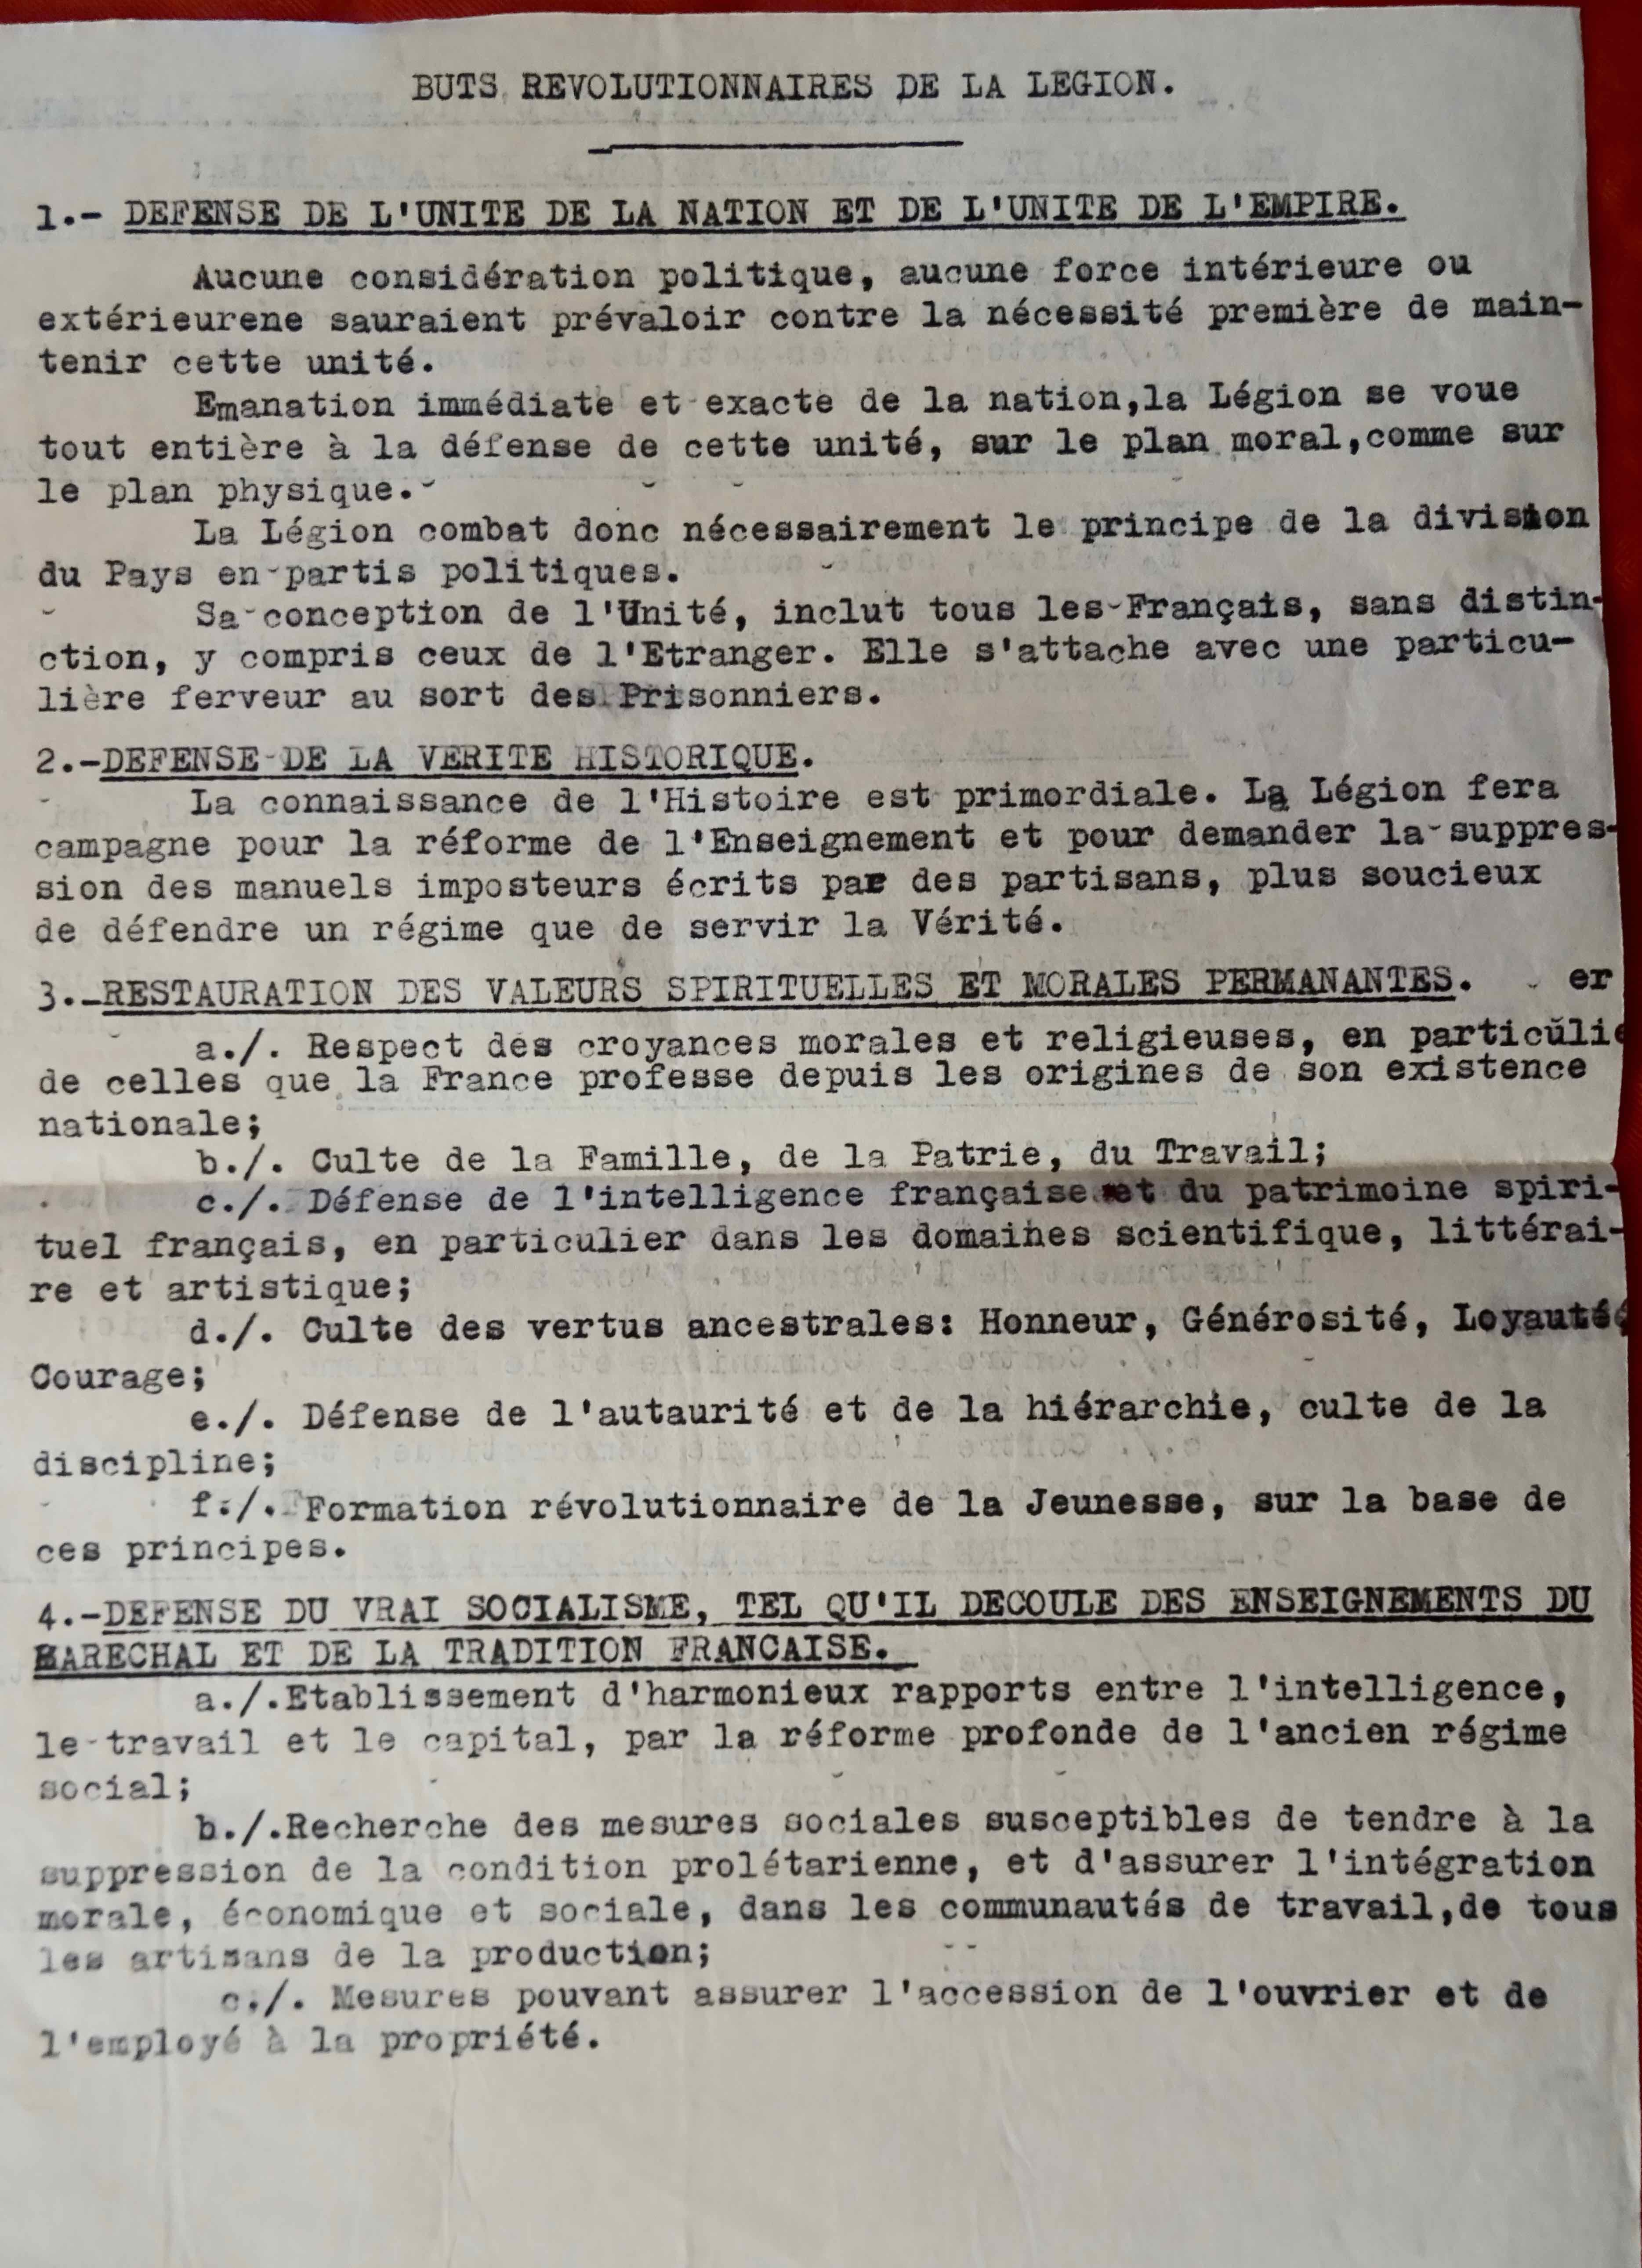 BUTS REVOLUTIONNAIRES DE LA LEGION.
1.- DEFENSE DE L'UNITE DE LA NATION ET DE L'UNITE DE L'EMPIRE.
Aucune considération politique, aucune force intérieure ou
extérieurene sauraient prévaloir contre la nécessité première de main-
tenir cette unité.
Emanation immédiate et exacte de la nation,la Légion se voue
tout entière à la défense de cette unité, sur le plan moral,comme sur
le plan physique.
La Légion combat donc nécessairement le principe de la division
du Pays en partis politiques.
Sa conception de l'Unité, inclut tous les Français, sans distin-
ction, y compris ceux de l'Etranger. Elle s'attache avec une particu-
lière ferveur au sort des Prisonniers.
2.-DEFENSE DE LA VERITE HISTORIQUE.
La connaissance de l'Histoire est primordiale. La Légion fera
campagne pour la réforme de l'Enseignement et pour demander la suppres-
sion des manuels imposteurs écrits par des partisans, plus soucieux
de défendre un régime que de servir la Vérité.
3.-RESTAURATION DES VALEURS SPIRITUELLES ET MORALES PERMANANTES. er
a./. Respect des croyances morales et religieuses, en particulie
de celles que la France professe depuis les origines de son existence
nationale;
b./. Culte de la Famille, de la Patrie, du Travail;
c./. Défense de l'intelligence française et du patrimoine spiri-
tuel français, en particulier dans les domaines scientifique, littérai-
re et artistique;
d./. Culte des vertus ancestrales: Honneur, Générosité, Loyauté,
Courage;
e./. Défense de l'autaurité et de la hiérarchie, culte de la
discipline;
f./. Formation révolutionnaire de la Jeunesse, sur la base de
ces principes.
4.-DEFENSE DU VRAI SOCIALISME, TEL QU'IL DECOULE DES ENSEIGNEMENTS DU
MARECHAL ET DE LA TRADITION FRANCAISE.
a./.Etablissement d'harmonieux rapports entre l'intelligence,
le travail et le capital, par la réforme profonde de l'ancien régime
social;
b./.Recherche des mesures sociales susceptibles de tendre à la
suppression de la condition prolétarienne, et d'assurer l'intégration
morale, économique et sociale, dans les communautés de travail,de tous
les artisans de la production;
c./. Mesures pouvant assurer l'accession de l'ouvrier et de
l'employé à la propriété.